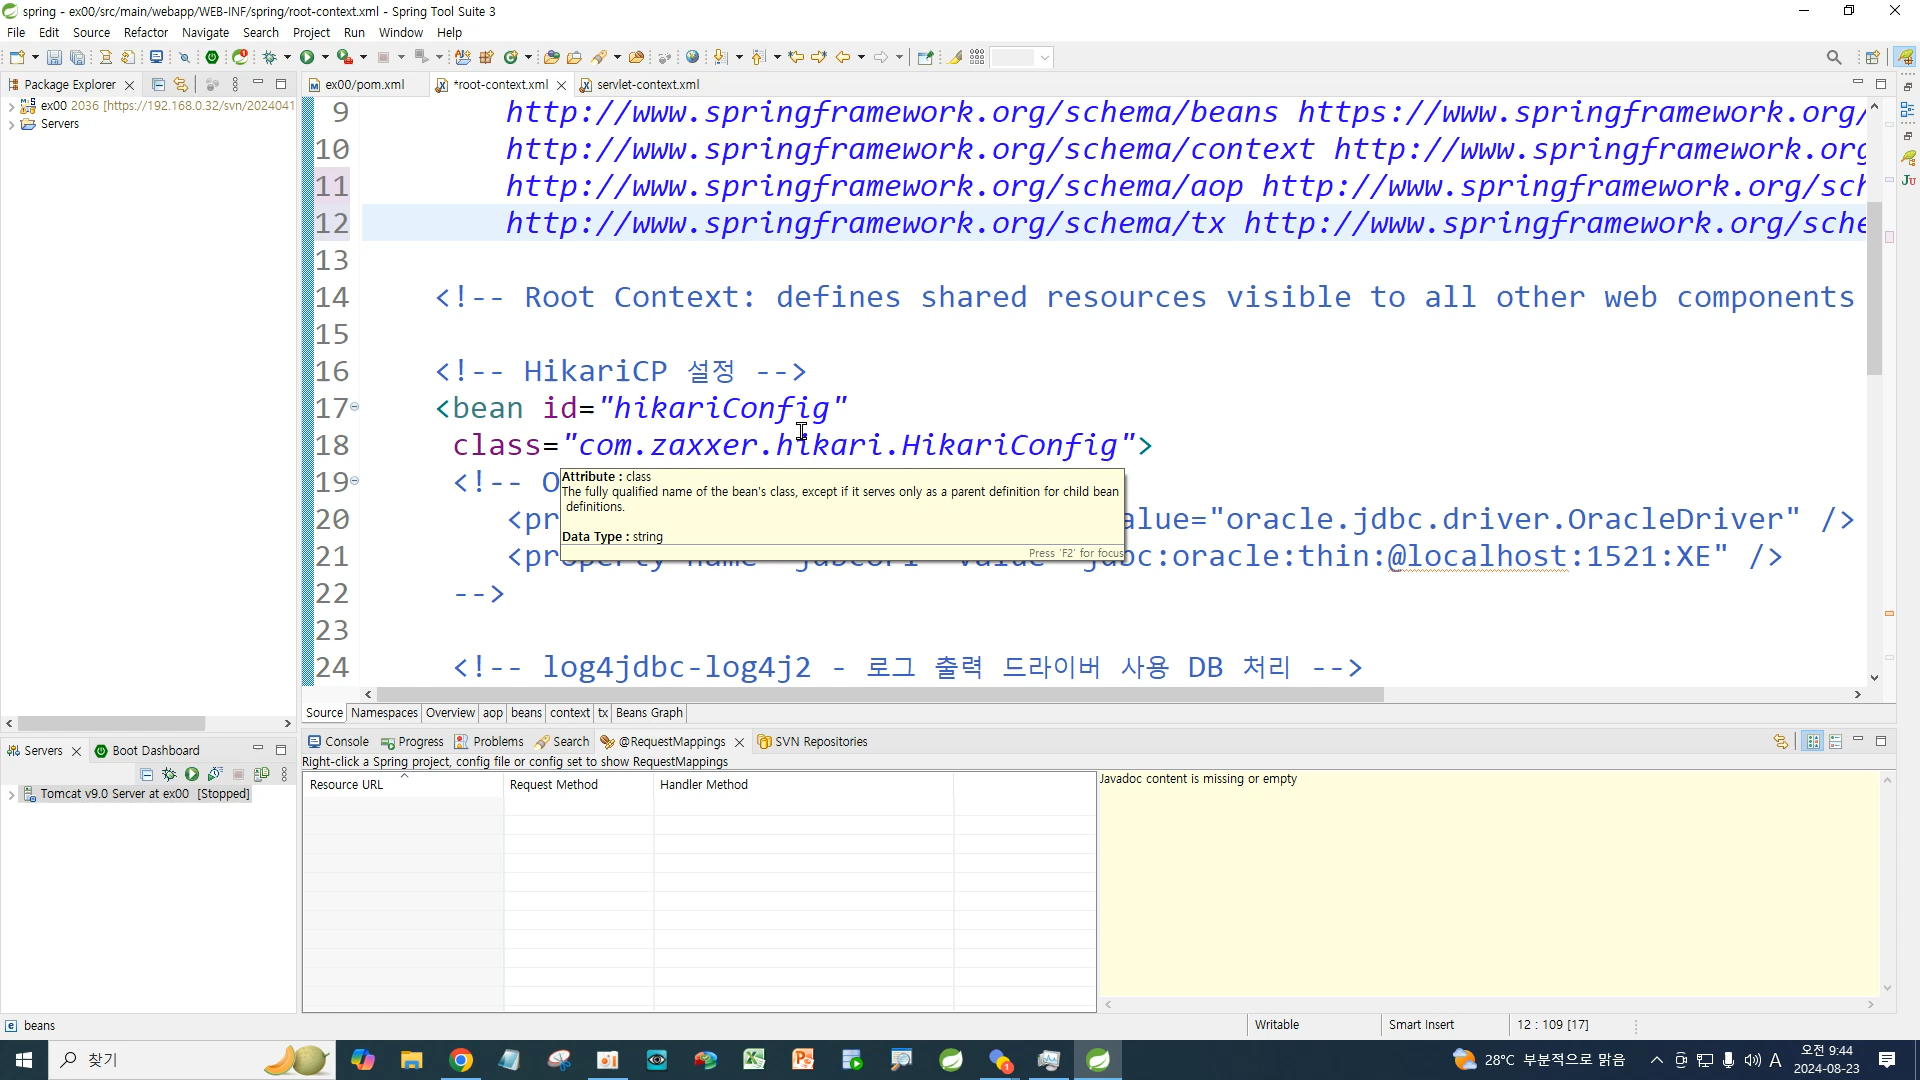 spring - ex00/src/main/webapp/WEB-INF/spring/root-context.xml - Spring Tool Suite 3
File Edit Source Refactor Navigate Search Project Run Window Help
Package Explorer
ex00 2036 [https://192.168.0.32/svn/2024041
Servers
ex00/pom.xml *root-context.xml servlet-context.xml
9 http://www.springframework.org/schema/beans https://www.springframework.org/
10 http://www.springframework.org/schema/context http://www.springframework.org
11 http://www.springframework.org/schema/aop http://www.springframework.org/sch
12 http://www.springframework.org/schema/tx http://www.springframework.org/sche
13
14 <!-- Root Context: defines shared resources visible to all other web components
15
16 <!-- HikariCP 설정 -->
17 <bean id="hikariConfig"
18 class="com.zaxxer.hikari.HikariConfig">
19 <!-- O
20 <pr alue="oracle.jdbc.driver.OracleDriver" />
21 <property name= jdbc:oracle:thin:@localhost:1521:XE" />
22 -->
23
24 <!-- log4jdbc-log4j2 - 로그 출력 드라이버 사용 DB 처리 -->
Attribute : class
The fully qualified name of the bean's class, except if it serves only as a parent definition for child bean
definitions.
Data Type : string
Press 'F2' for focus
Source Namespaces Overview aop beans context tx Beans Graph
Servers Boot Dashboard
Tomcat v9.0 Server at ex00 [Stopped]
Console Progress Problems Search @RequestMappings SVN Repositories
Right-click a Spring project, config file or config set to show RequestMappings
Resource URL Request Method Handler Method
Javadoc content is missing or empty
beans
Writable Smart Insert 12 : 109 [17]
찾기
28°C 부분적으로 맑음
A
오전 9:44
2024-08-23